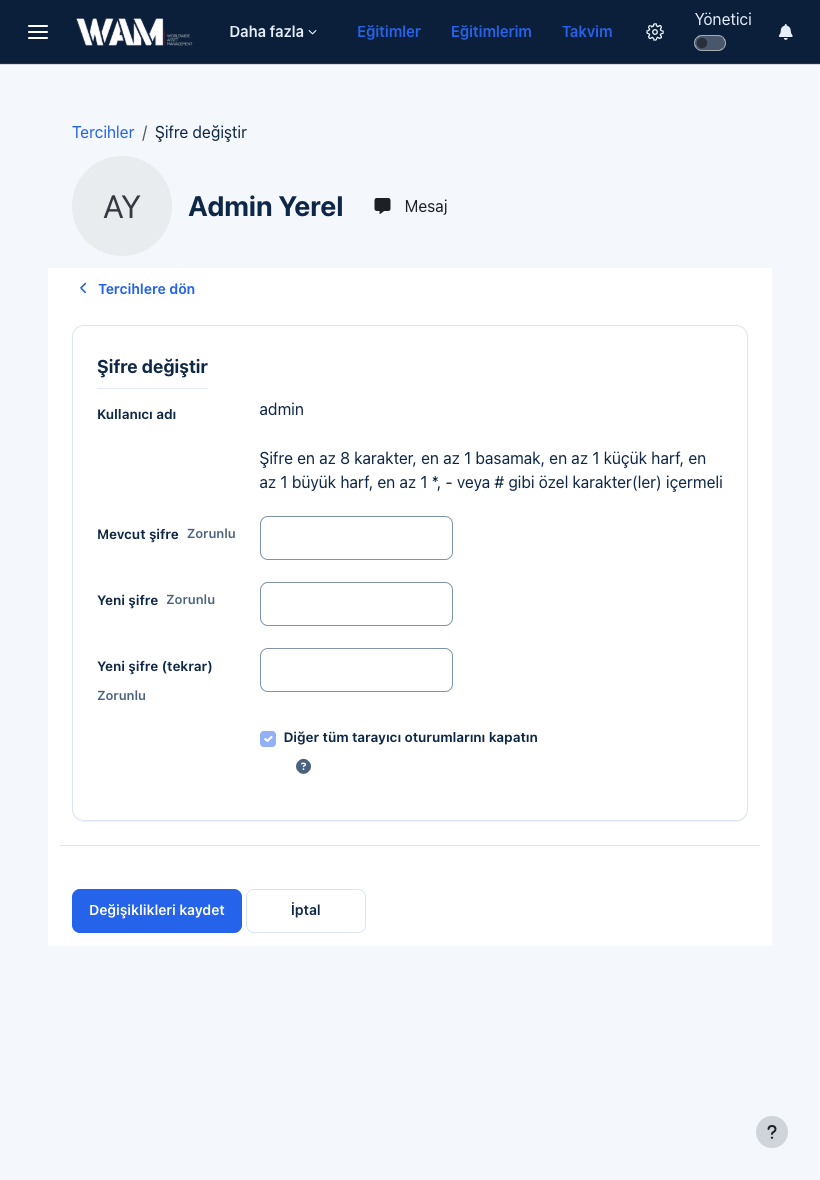 WAM WORLDWIDE ASSET MANAGEMENT Daha fazla Eğitimler Eğitimlerim Takvim Yönetici
Tercihler / Şifre değiştir
AY Admin Yerel Mesaj
Tercihlere dön
Şifre değiştir
Kullanıcı adı admin
Şifre en az 8 karakter, en az 1 basamak, en az 1 küçük harf, en
az 1 büyük harf, en az 1 *, - veya # gibi özel karakter(ler) içermeli
Mevcut şifre Zorunlu
Yeni şifre Zorunlu
Yeni şifre (tekrar)
Zorunlu
Diğer tüm tarayıcı oturumlarını kapatın
?
Değişiklikleri kaydet İptal
?